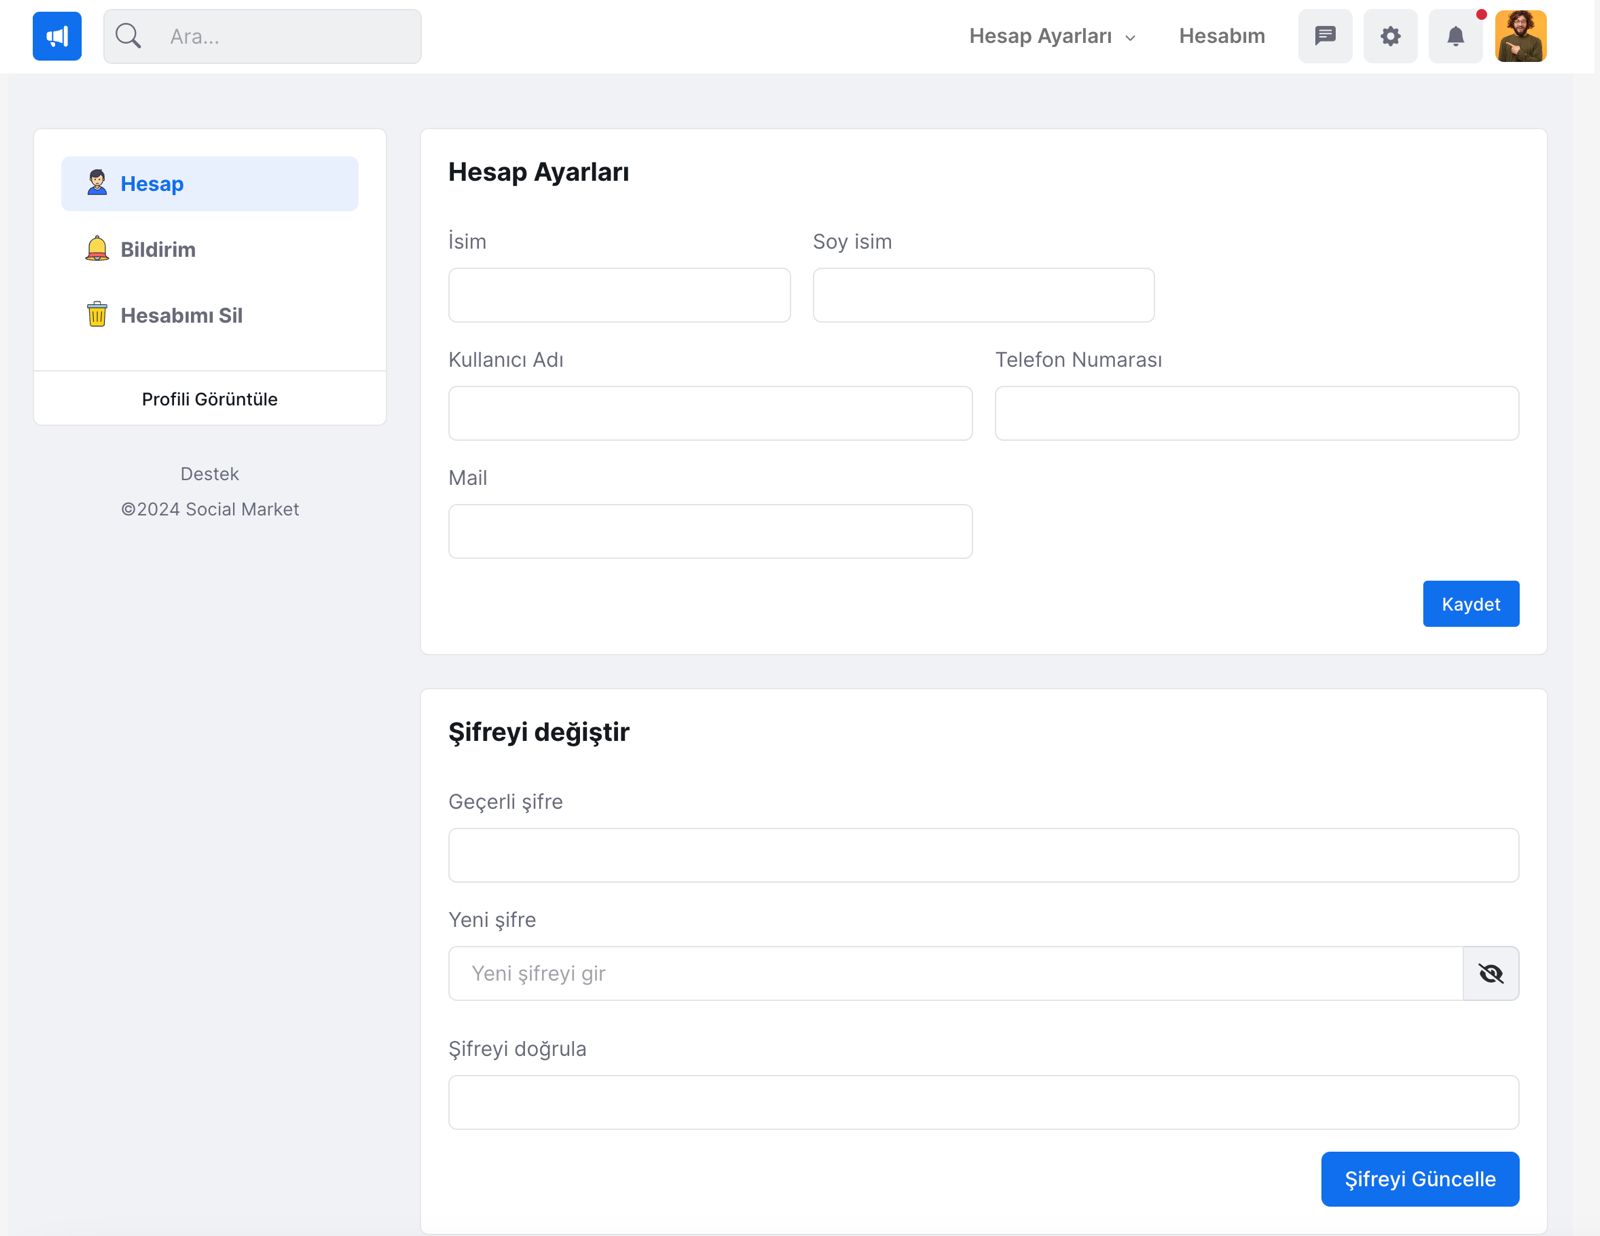 Ara...
Hesap Ayarları
Hesabım
Hesap
Bildirim
Hesabımı Sil
Profili Görüntüle
Destek
©2024 Social Market
Hesap Ayarları
İsim
Soy isim
Kullanıcı Adı
Telefon Numarası
Mail
Kaydet
Şifreyi değiştir
Geçerli şifre
Yeni şifre
Yeni şifreyi gir
Şifreyi doğrula
Şifreyi Güncelle